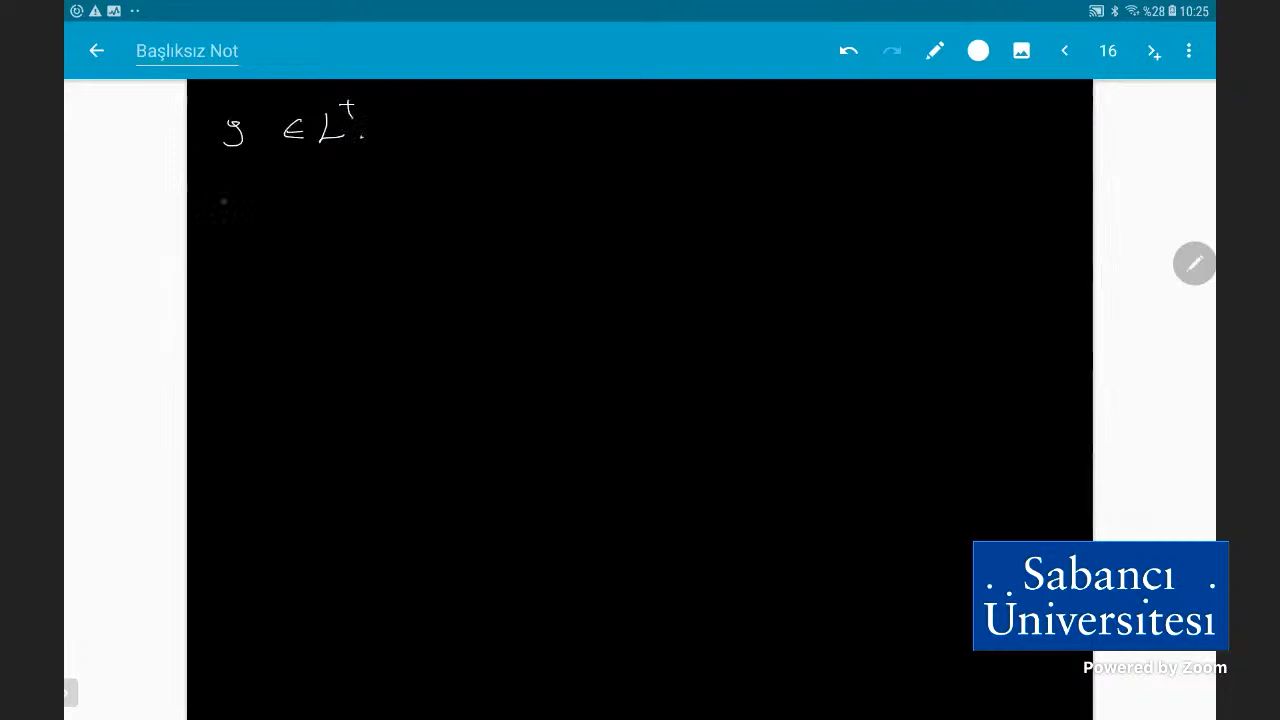 %28 10:25
Başlıksız Not
16
g ∈ L⁺.
Sabancı
Üniversitesi
Powered by Zoom